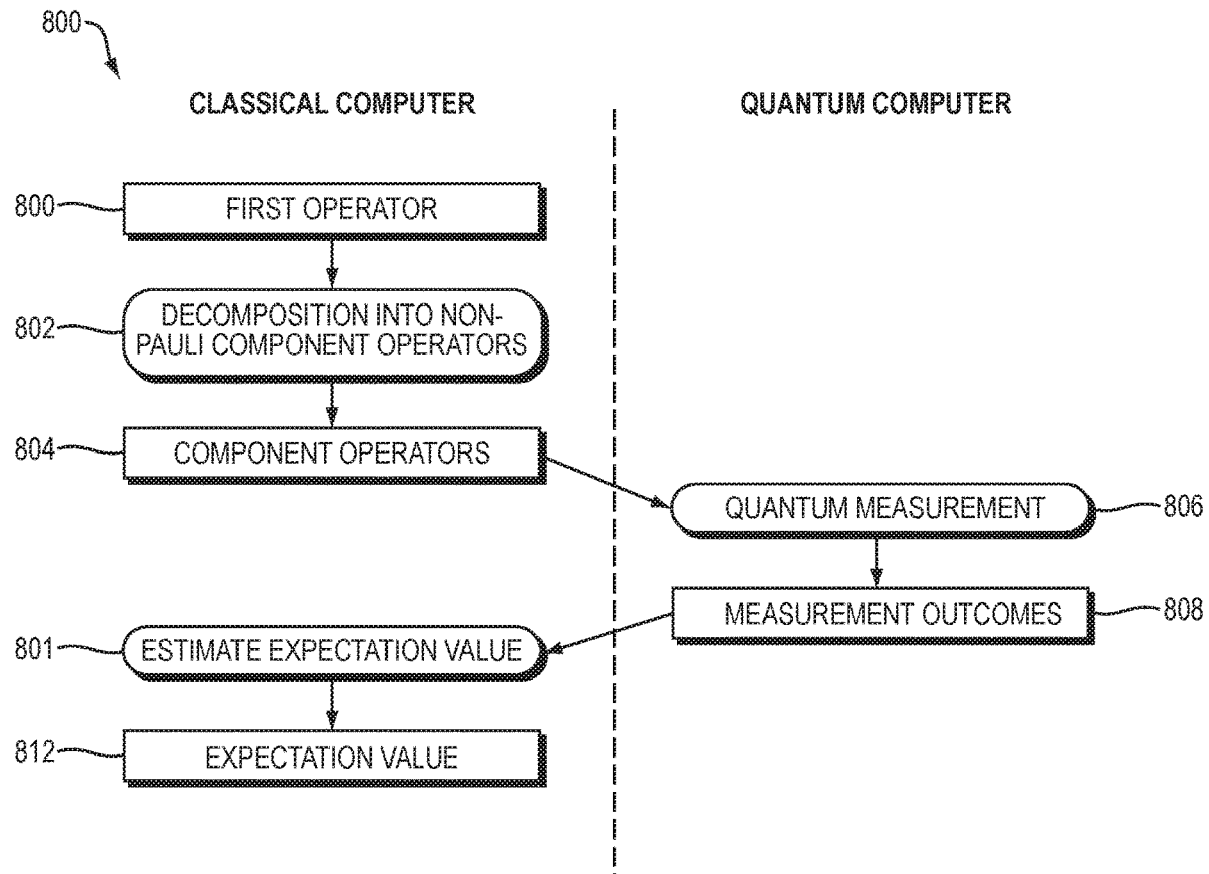 800
CLASSICAL COMPUTER
QUANTUM COMPUTER
800
FIRST OPERATOR
802
DECOMPOSITION INTO NON-
PAULI COMPONENT OPERATORS
804
COMPONENT OPERATORS
QUANTUM MEASUREMENT
806
MEASUREMENT OUTCOMES
808
801
ESTIMATE EXPECTATION VALUE
812
EXPECTATION VALUE